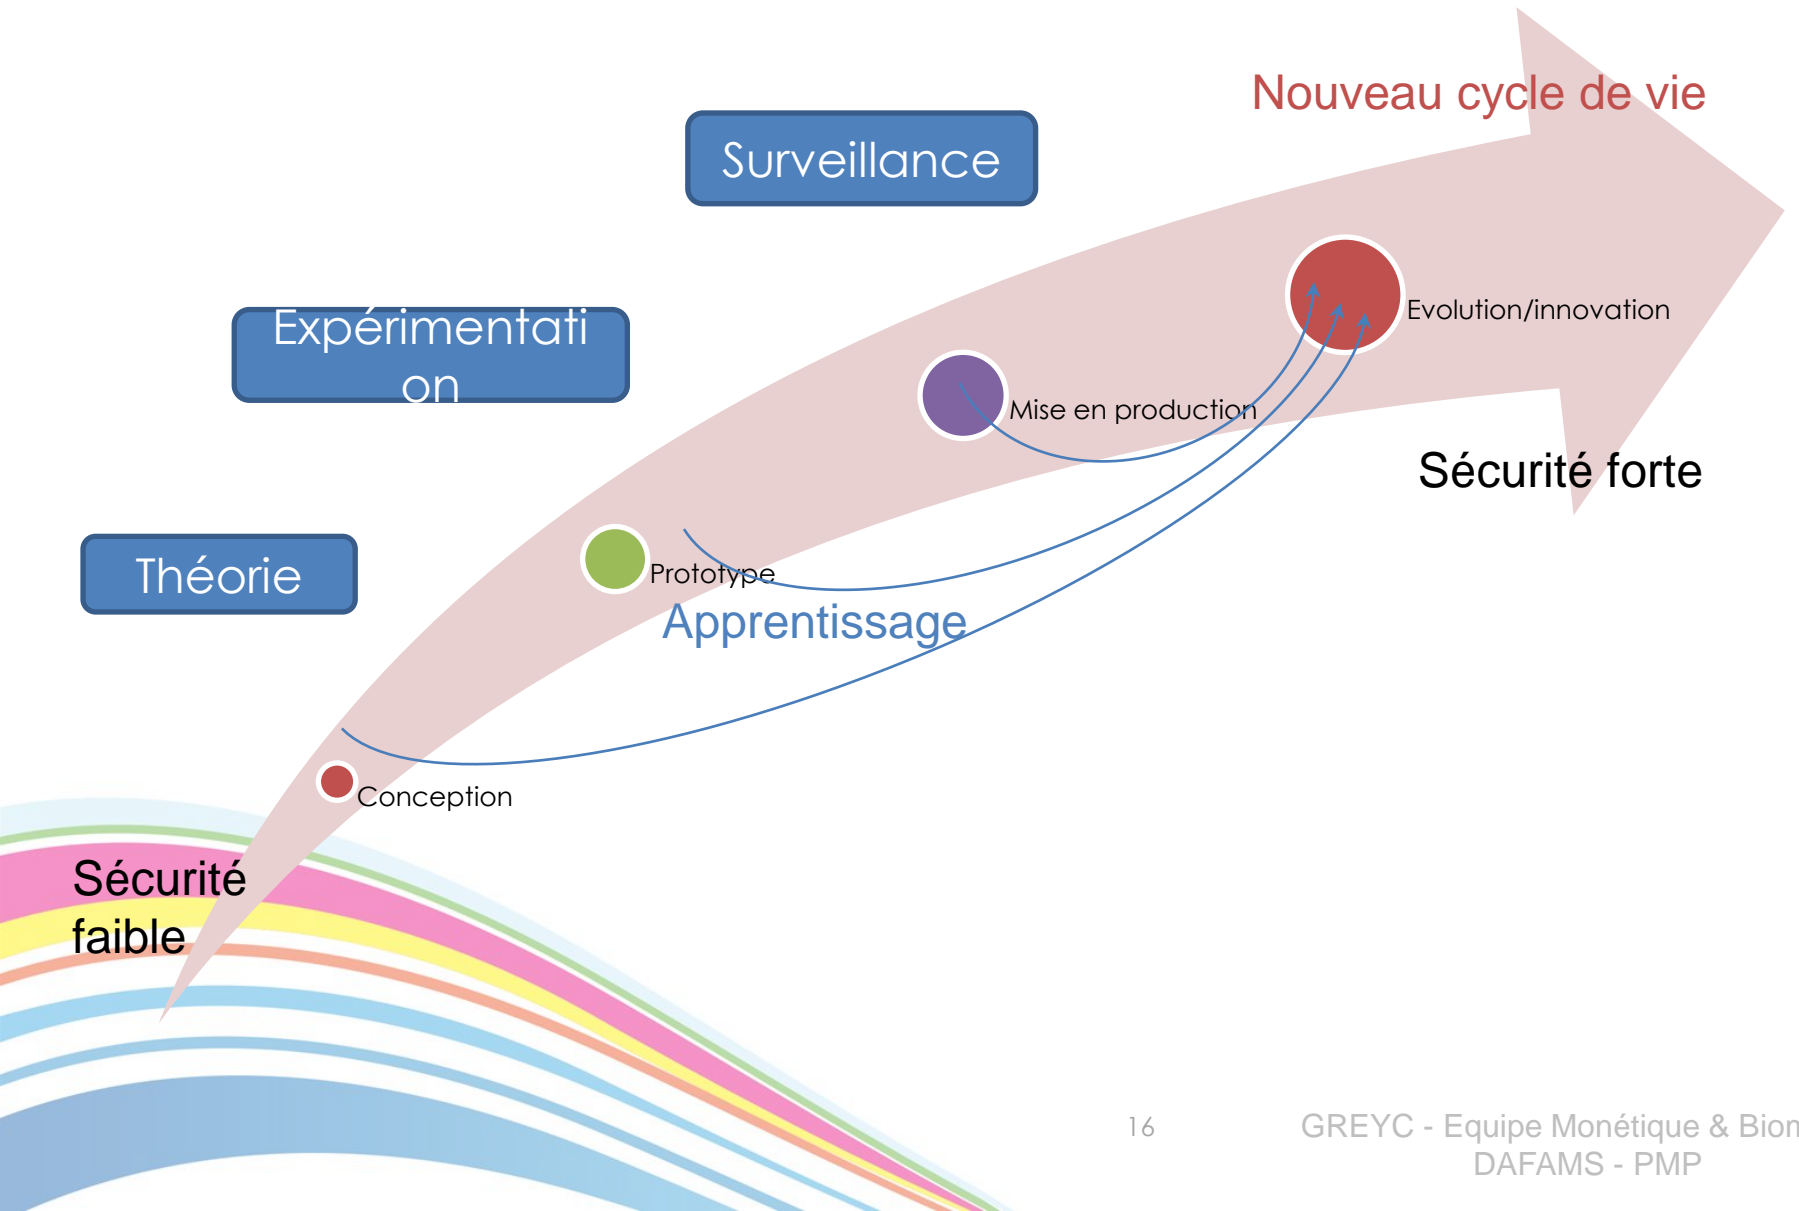 Nouveau cycle de vie
Surveillance
Expérimentati
on
Evolution/innovation
Mise en production
Sécurité forte
Théorie
Prototype
Apprentissage
Conception
Sécurité
faible
16
GREYC - Equipe Monétique &
DAFAMS - PMP